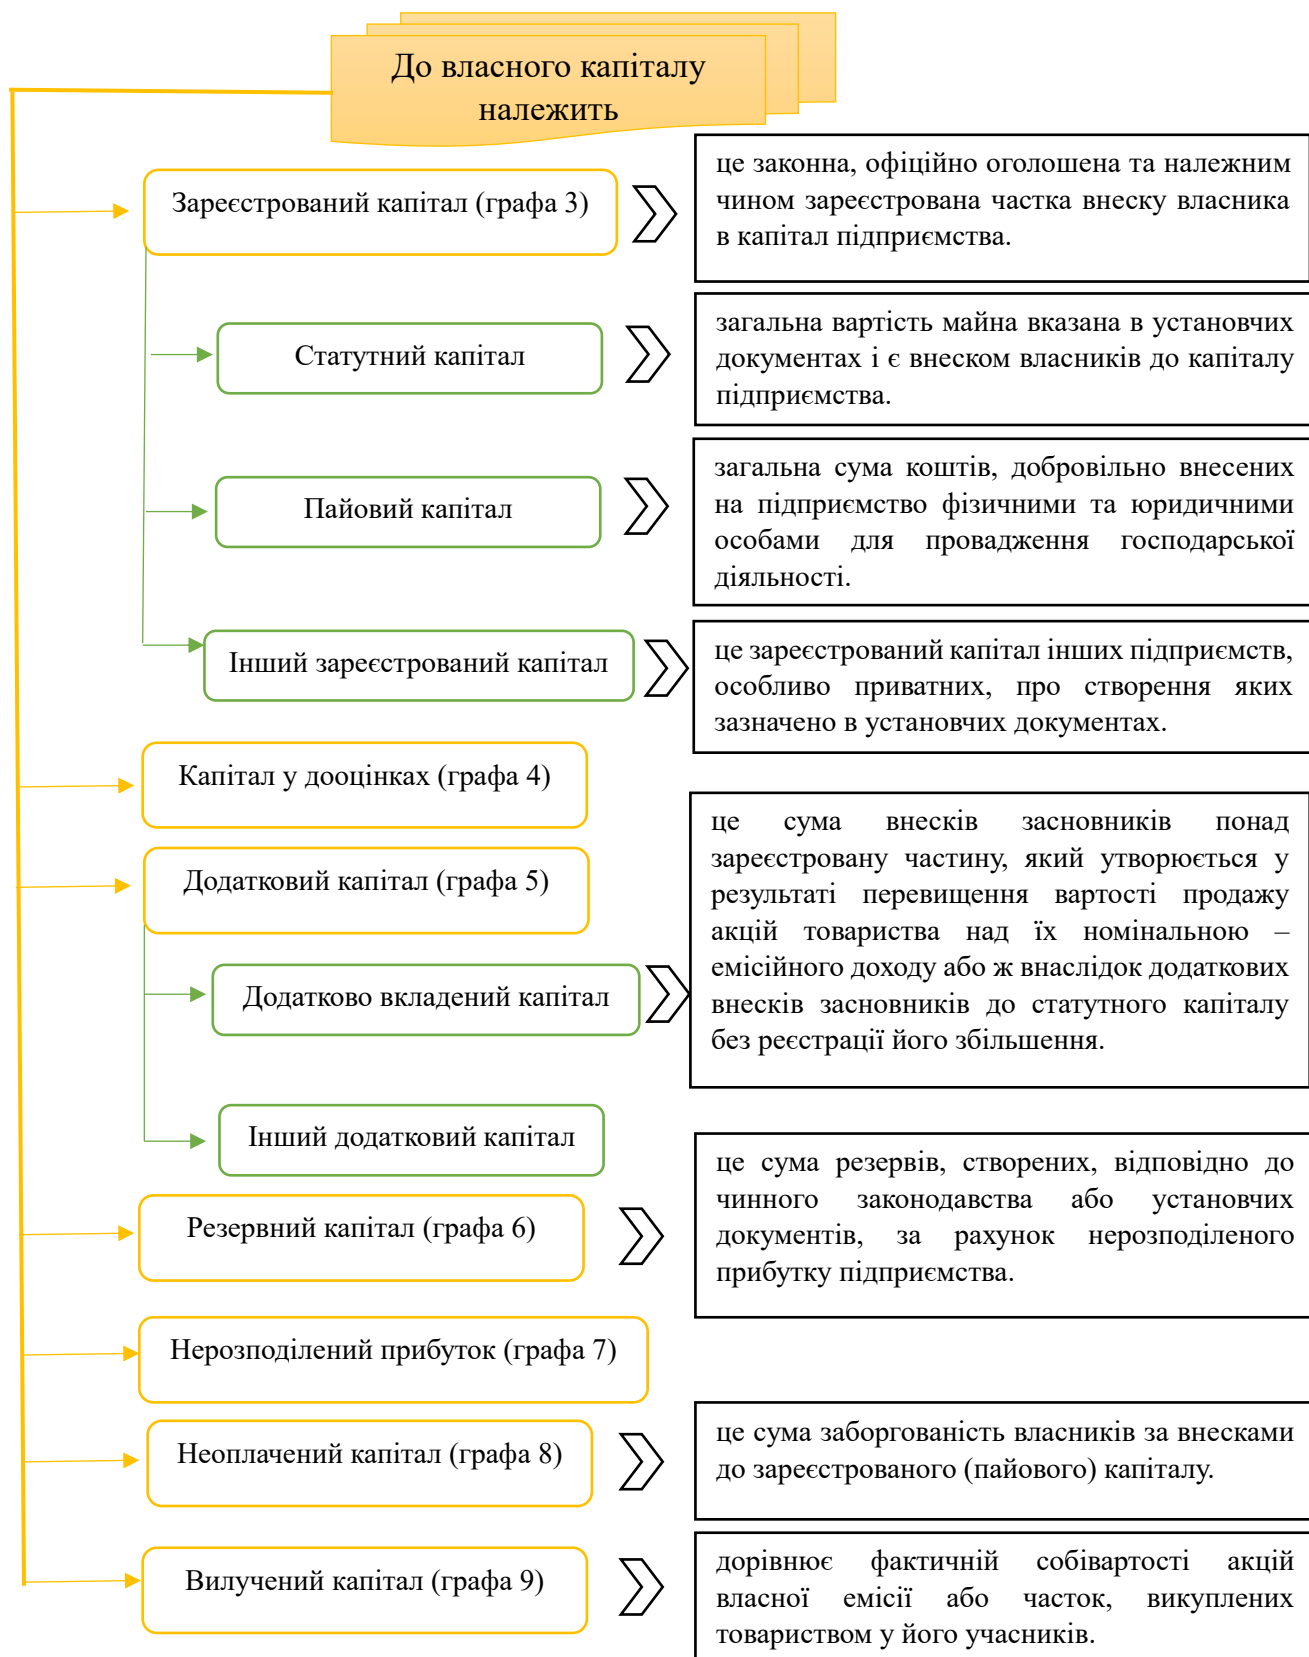 До власного капіталу
належить
Зареєстрований капітал (графа 3)
це законна, офіційно оголошена та належним
чином зареєстрована частка внеску власника
в капітал підприємства.
Статутний капітал
загальна вартість майна вказана в установчих
документах і є внеском власників до капіталу
підприємства.
Пайовий капітал
загальна сума коштів, добровільно внесених
на підприємство фізичними та юридичними
особами для провадження господарської
діяльності.
Інший зареєстрований капітал
це зареєстрований капітал інших підприємств,
особливо приватних, про створення яких
зазначено в установчих документах.
Капітал у дооцінках (графа 4)
Додатковий капітал (графа 5)
Додатково вкладений капітал
це сума внесків засновників понад
зареєстровану частину, який утворюється у
результаті перевищення вартості продажу
акцій товариства над їх номінальною –
емісійного доходу або ж внаслідок додаткових
внесків засновників до статутного капіталу
без реєстрації його збільшення.
Інший додатковий капітал
Резервний капітал (графа 6)
це сума резервів, створених, відповідно до
чинного законодавства або установчих
документів, за рахунок нерозподіленого
прибутку підприємства.
Нерозподілений прибуток (графа 7)
Неоплачений капітал (графа 8)
це сума заборгованість власників за внесками
до зареєстрованого (пайового) капіталу.
Вилучений капітал (графа 9)
дорівнює фактичній собівартості акцій
власної емісії або часток, викуплених
товариством у його учасників.